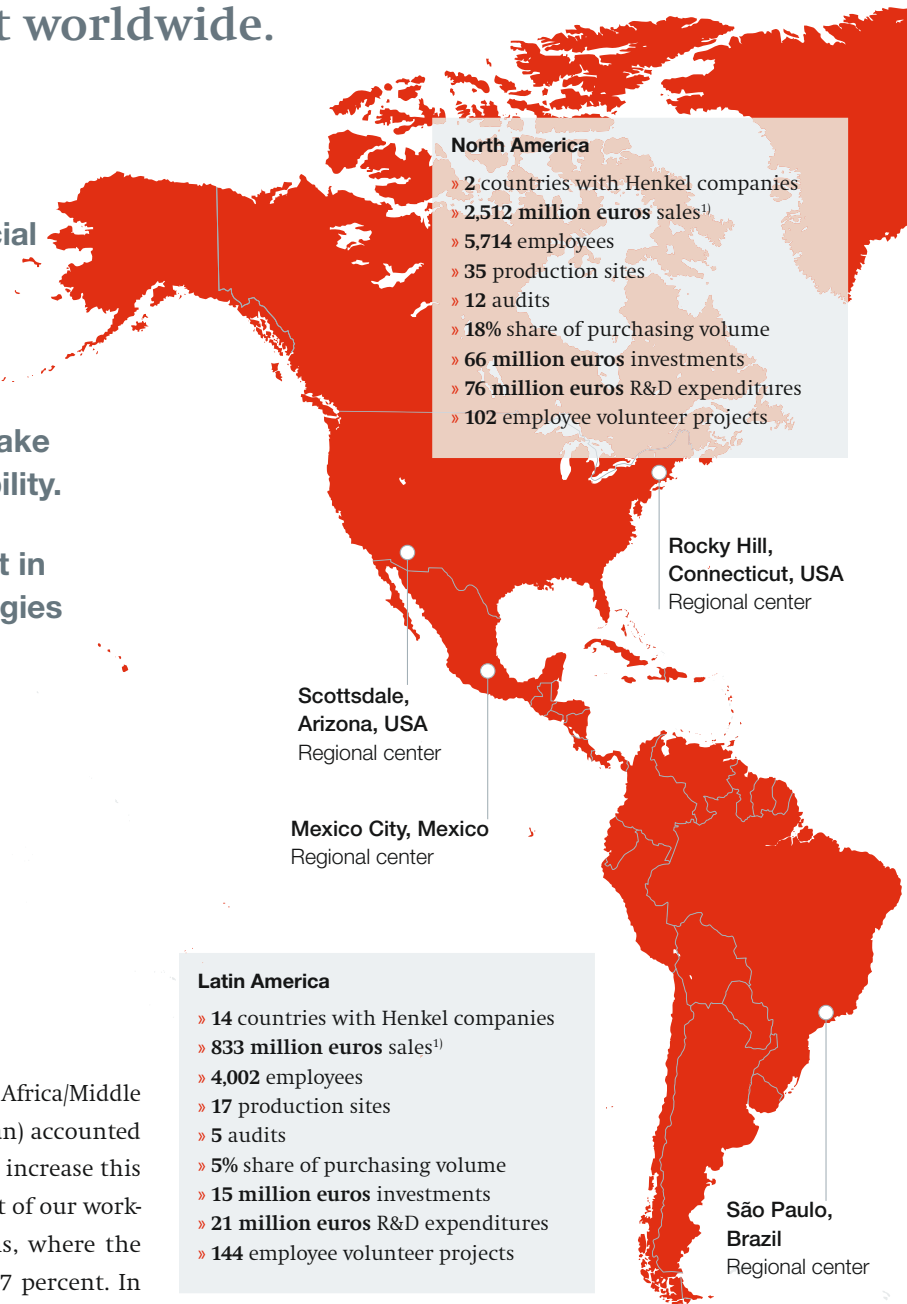 t worldwide.
cial
ake
bility.
t in
gies
North America
» 2 countries with Henkel companies
» 2,512 million euros sales1)
» 5,714 employees
» 35 production sites
» 12 audits
» 18% share of purchasing volume
» 66 million euros investments
» 76 million euros R&D expenditures
» 102 employee volunteer projects
Rocky Hill,
Connecticut, USA
Regional center
Scottsdale,
Arizona, USA
Regional center
Mexico City, Mexico
Regional center
Latin America
» 14 countries with Henkel companies
» 833 million euros sales1)
» 4,002 employees
» 17 production sites
» 5 audits
» 5% share of purchasing volume
» 15 million euros investments
» 21 million euros R&D expenditures
» 144 employee volunteer projects
São Paulo,
Brazil
Regional center
Africa/Middle
an) accounted
increase this
t of our work-
s, where the
7 percent. In